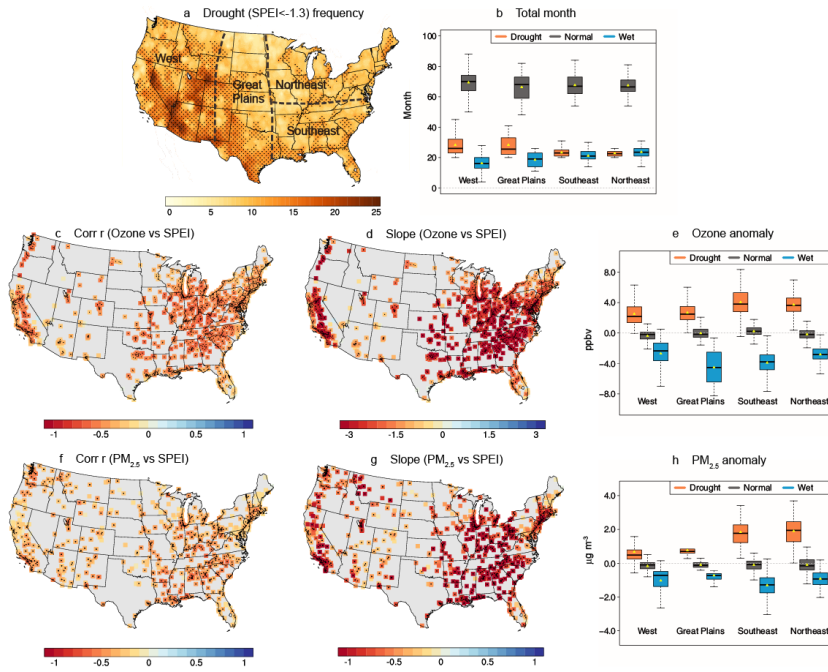 a Drought (SPEI<-1.3) frequency
West
Great
Plains
Northeast
Southeast
0 5 10 15 20 25
b Total month
Drought Normal Wet
Month
100
80
60
40
20
0
West Great Plains Southeast Northeast
c Corr r (Ozone vs SPEI)
-1 -0.5 0 0.5 1
d Slope (Ozone vs SPEI)
-3 -1.5 0 1.5 3
e Ozone anomaly
Drought Normal Wet
ppbv
8.0
4.0
0.0
-4.0
-8.0
West Great Plains Southeast Northeast
f Corr r (PM2.5 vs SPEI)
-1 -0.5 0 0.5 1
g Slope (PM2.5 vs SPEI)
-1 -0.5 0 0.5 1
h PM2.5 anomaly
Drought Normal Wet
µg m-3
4.0
2.0
0.0
-2.0
-4.0
West Great Plains Southeast Northeast